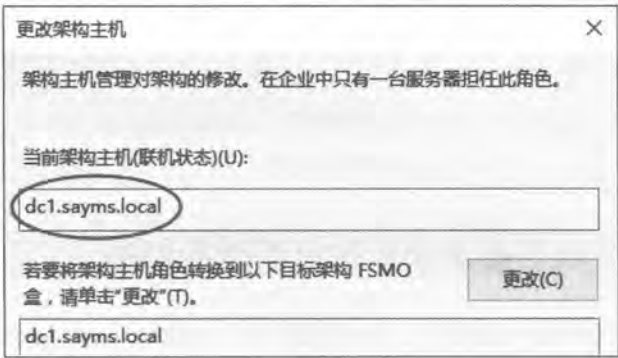 更改架构主机
架构主机管理对架构的修改。在企业中只有一台服务器担任此角色。
当前架构主机(联机状态)(U):
dc1.sayms.local
若要将架构主机角色转换到以下目标架构 FSMO
盒，请单击"更改"(T)。
更改(C)
dc1.sayms.local